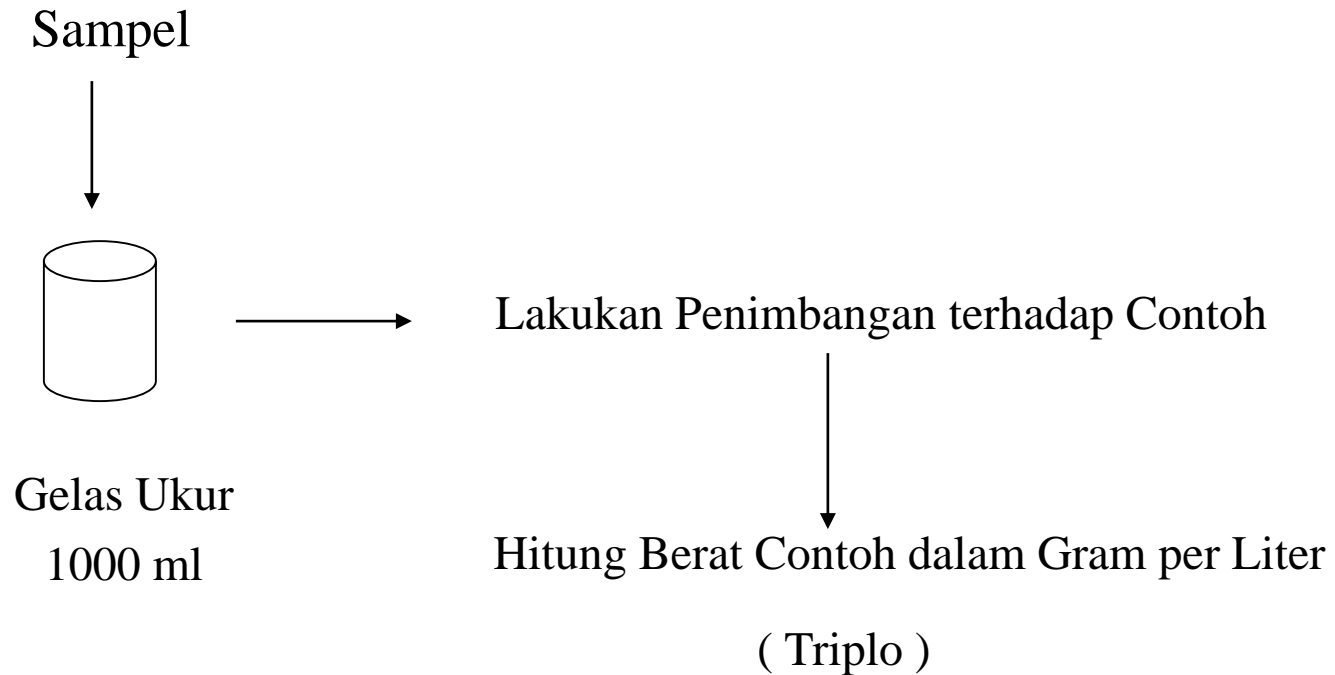 Sampel
Lakukan Penimbangan terhadap Contoh
Gelas Ukur
1000 ml
Hitung Berat Contoh dalam Gram per Liter
( Triplo )